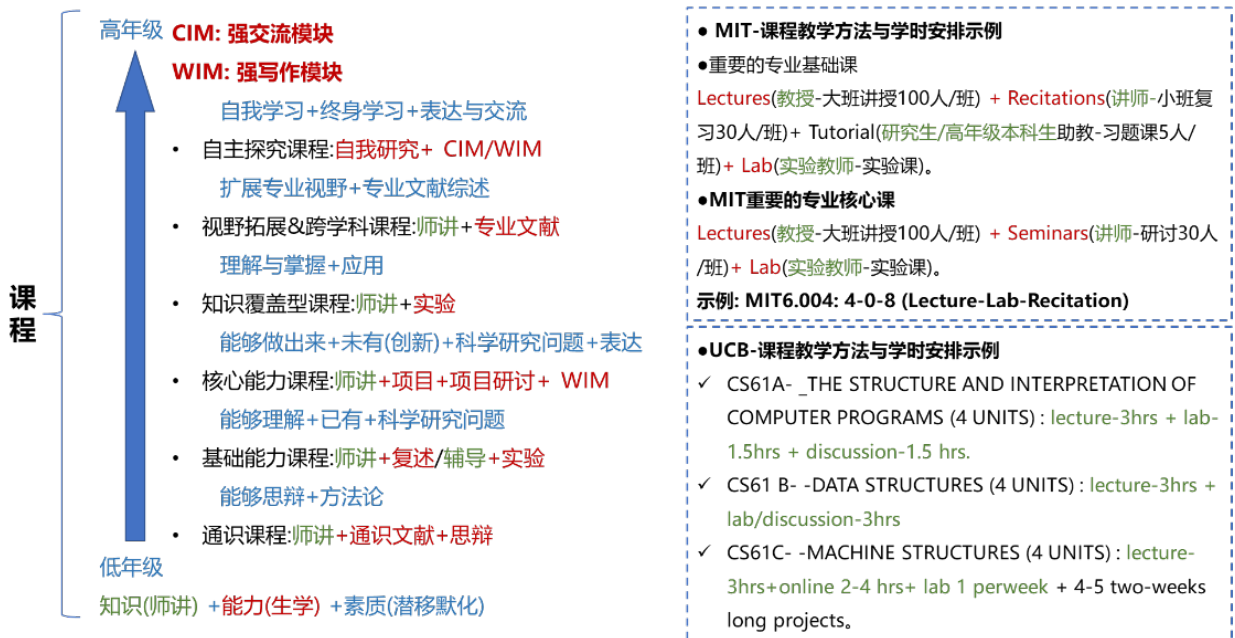 高年级
CIM: 强交流模块
WIM: 强写作模块
自我学习+终身学习+表达与交流
• 自主探究课程:自我研究+ CIM/WIM
扩展专业视野+专业文献综述
• 视野拓展&跨学科课程:师讲+专业文献
理解与掌握+应用
• 知识覆盖型课程:师讲+实验
能够做出来+未有(创新)+科学研究问题+表达
• 核心能力课程:师讲+项目+项目研讨+ WIM
能够理解+已有+科学研究问题
• 基础能力课程:师讲+复述/辅导+实验
能够思辩+方法论
• 通识课程:师讲+通识文献+思辩
低年级
知识(师讲) +能力(生学) +素质(潜移默化)
课
程
● MIT-课程教学方法与学时安排示例
●重要的专业基础课
Lectures(教授-大班讲授100人/班) + Recitations(讲师-小班复
习30人/班)+ Tutorial(研究生/高年级本科生助教-习题课5人/
班)+ Lab(实验教师-实验课)。
●MIT重要的专业核心课
Lectures(教授-大班讲授100人/班) + Seminars(讲师-研讨30人
/班)+ Lab(实验教师-实验课)。
示例: MIT6.004: 4-0-8 (Lecture-Lab-Recitation)
●UCB-课程教学方法与学时安排示例
✓ CS61A- _THE STRUCTURE AND INTERPRETATION OF
COMPUTER PROGRAMS (4 UNITS) : lecture-3hrs + lab-
1.5hrs + discussion-1.5 hrs.
✓ CS61 B- -DATA STRUCTURES (4 UNITS) : lecture-3hrs +
lab/discussion-3hrs
✓ CS61C- -MACHINE STRUCTURES (4 UNITS) : lecture-
3hrs+online 2-4 hrs+ lab 1 perweek + 4-5 two-weeks
long projects。